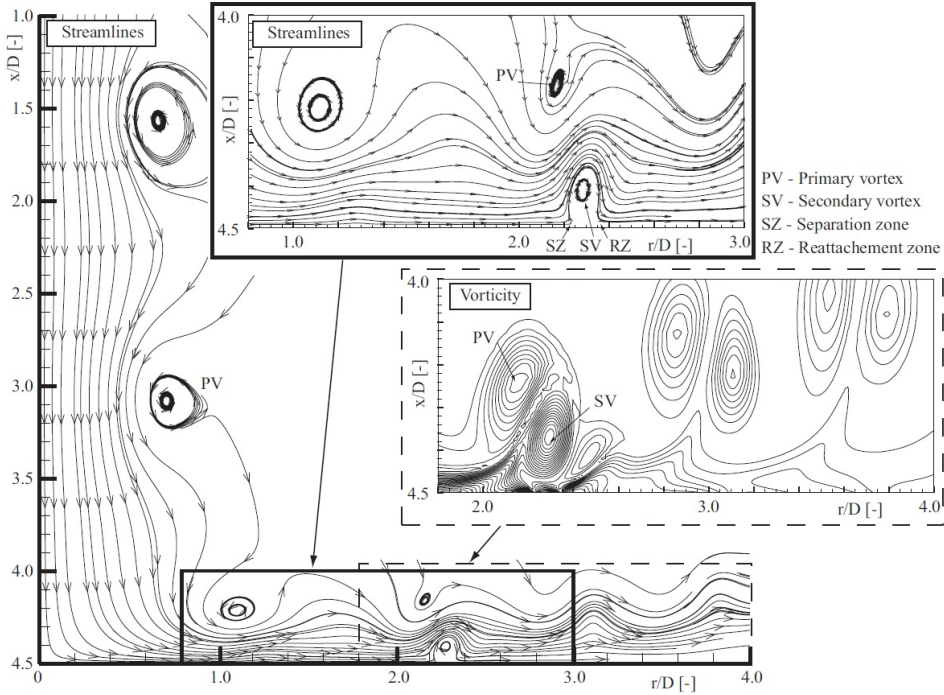 1.0
x/D [-]
Streamlines
1.5
2.0
2.5
3.0
3.5
4.0
4.5
0
1.0
2.0
3.0
r/D [-]
4.0
PV
4.0
Streamlines
x/D [-]
PV
4.5
1.0
2.0
SZ
SV
RZ
r/D [-]
3.0
PV - Primary vortex
SV - Secondary vortex
SZ - Separation zone
RZ - Reattachement zone
4.0
Vorticity
x/D [-]
PV
SV
4.5
2.0
3.0
r/D [-]
4.0